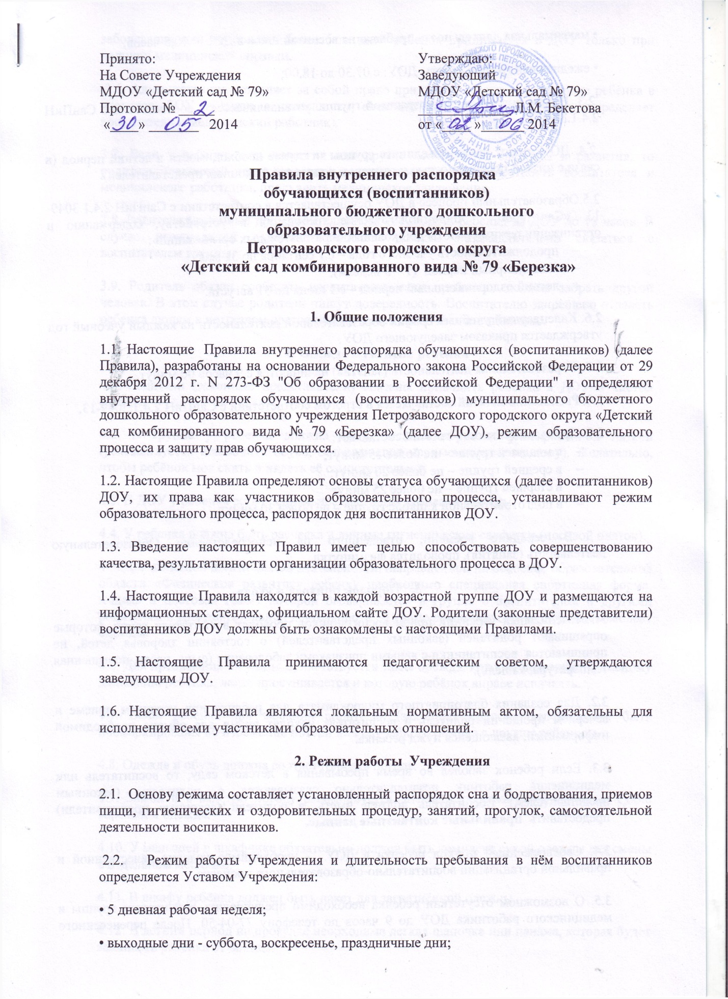 Принято:
На Совете Учреждения
МДОУ «Детский сад № 79»
Протокол № 2
«30» 05 2014
Утверждаю:
Заведующий
МДОУ «Детский сад № 79»
Л.М. Бекетова
от «02» 06 2014
Правила внутреннего распорядка
обучающихся (воспитанников)
муниципального бюджетного дошкольного
образовательного учреждения
Петрозаводского городского округа
«Детский сад комбинированного вида № 79 «Березка»
1. Общие положения
1.1. Настоящие Правила внутреннего распорядка обучающихся (воспитанников) (далее
Правила), разработаны на основании Федерального закона Российской Федерации от 29
декабря 2012 г. N 273-ФЗ "Об образовании в Российской Федерации" и определяют
внутренний распорядок обучающихся (воспитанников) муниципального бюджетного
дошкольного образовательного учреждения Петрозаводского городского округа «Детский
сад комбинированного вида № 79 «Березка» (далее ДОУ), режим образовательного
процесса и защиту прав обучающихся.
1.2. Настоящие Правила определяют основы статуса обучающихся (далее воспитанников)
ДОУ, их права как участников образовательного процесса, устанавливают режим
образовательного процесса, распорядок дня воспитанников ДОУ.
1.3. Введение настоящих Правил имеет целью способствовать совершенствованию
качества, результативности организации образовательного процесса в ДОУ.
1.4. Настоящие Правила находятся в каждой возрастной группе ДОУ и размещаются на
информационных стендах, официальном сайте ДОУ. Родители (законные представители)
воспитанников ДОУ должны быть ознакомлены с настоящими Правилами.
1.5. Настоящие Правила принимаются педагогическим советом, утверждаются
заведующим ДОУ.
1.6. Настоящие Правила являются локальным нормативным актом, обязательны для
исполнения всеми участниками образовательных отношений.
2. Режим работы Учреждения
2.1. Основу режима составляет установленный распорядок сна и бодрствования, приемов
пищи, гигиенических и оздоровительных процедур, занятий, прогулок, самостоятельной
деятельности воспитанников.
2.2. Режим работы Учреждения и длительность пребывания в нём воспитанников
определяется Уставом Учреждения:
• 5 дневная рабочая неделя;
• выходные дни - суббота, воскресенье, праздничные дни;